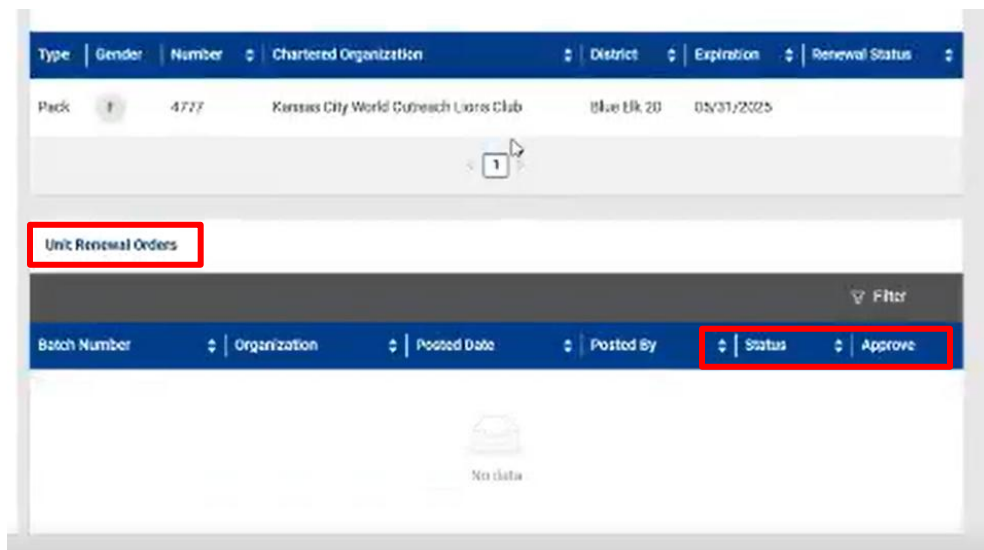 Type Gender Number Chartered Organization District Expiration Renewal Status
Pack F 4777 Kansas City World Outreach Lions Club Blue Elk 20 05/31/2025
1
Unit Renewal Orders
Filter
Batch Number Organization Posted Date Posted By Status Approve
No data